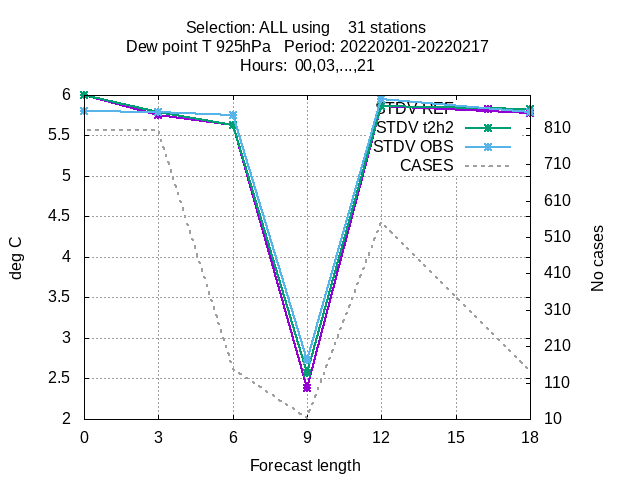 Selection: ALL using    31 stations
Dew point T 925hPa   Period: 20220201-20220217
Hours: 00,03,...,21
STDV REF
STDV t2h2
STDV OBS
CASES
6
5.5
5
4.5
4
3.5
3
2.5
2
810
710
610
510
410
310
210
110
10
deg C
No cases
0 3 6 9 12 15 18
Forecast length